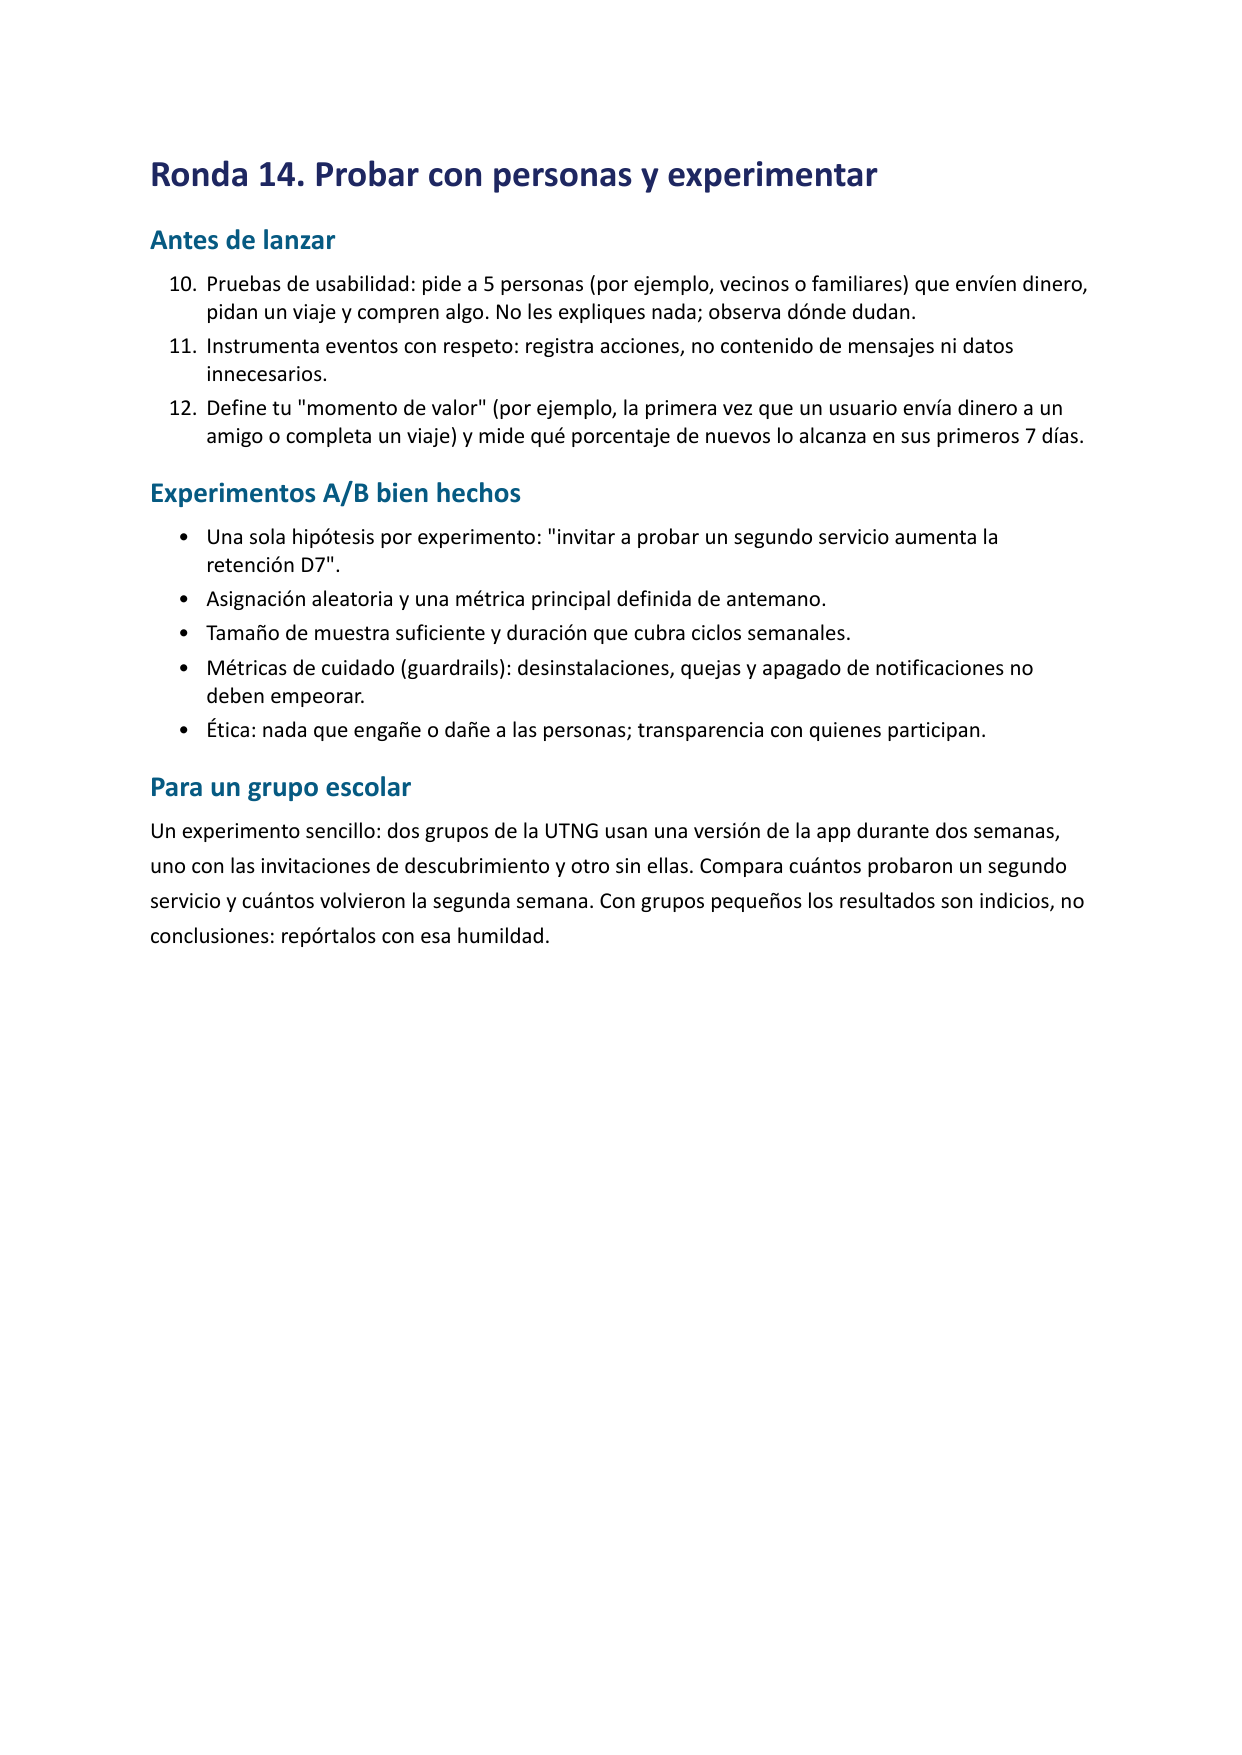 Ronda 14. Probar con personas y experimentar
Antes de lanzar
10. Pruebas de usabilidad: pide a 5 personas (por ejemplo, vecinos o familiares) que envíen dinero,
pidan un viaje y compren algo. No les expliques nada; observa dónde dudan.
11. Instrumenta eventos con respeto: registra acciones, no contenido de mensajes ni datos
innecesarios.
12. Define tu "momento de valor" (por ejemplo, la primera vez que un usuario envía dinero a un
amigo o completa un viaje) y mide qué porcentaje de nuevos lo alcanza en sus primeros 7 días.
Experimentos A/B bien hechos
• Una sola hipótesis por experimento: "invitar a probar un segundo servicio aumenta la
retención D7".
• Asignación aleatoria y una métrica principal definida de antemano.
• Tamaño de muestra suficiente y duración que cubra ciclos semanales.
• Métricas de cuidado (guardrails): desinstalaciones, quejas y apagado de notificaciones no
deben empeorar.
• Ética: nada que engañe o dañe a las personas; transparencia con quienes participan.
Para un grupo escolar
Un experimento sencillo: dos grupos de la UTNG usan una versión de la app durante dos semanas,
uno con las invitaciones de descubrimiento y otro sin ellas. Compara cuántos probaron un segundo
servicio y cuántos volvieron la segunda semana. Con grupos pequeños los resultados son indicios, no
conclusiones: repórtalos con esa humildad.